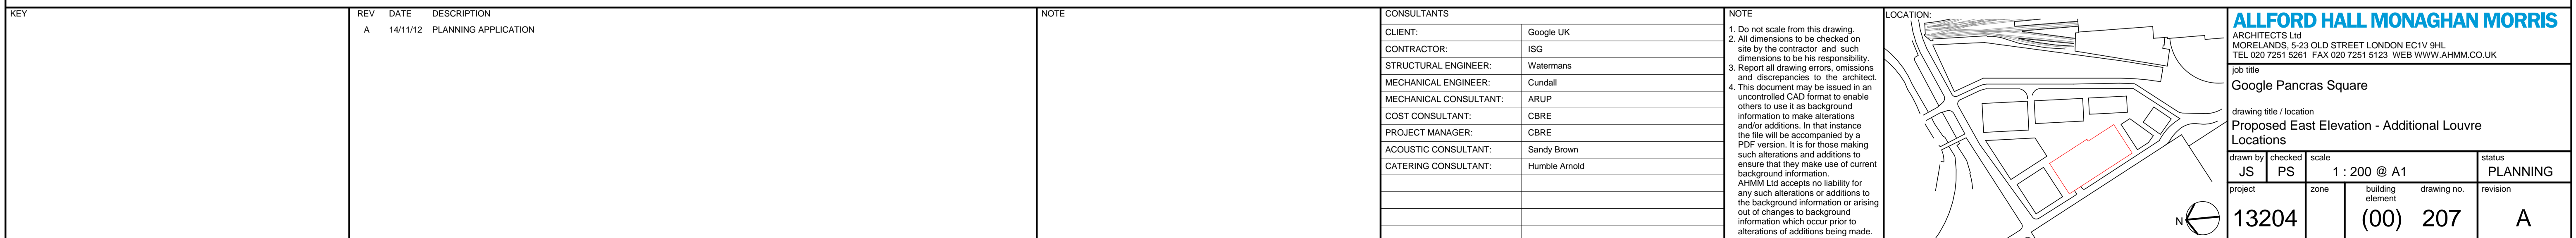 KEY
REV DATE DESCRIPTION
A 14/11/12 PLANNING APPLICATION
NOTE
CONSULTANTS
CLIENT: Google UK
CONTRACTOR: ISG
STRUCTURAL ENGINEER: Watermans
MECHANICAL ENGINEER: Cundall
MECHANICAL CONSULTANT: ARUP
COST CONSULTANT: CBRE
PROJECT MANAGER: CBRE
ACOUSTIC CONSULTANT: Sandy Brown
CATERING CONSULTANT: Humble Arnold
NOTE
1. Do not scale from this drawing.
2. All dimensions to be checked on
site by the contractor and such
dimensions to be his responsibility.
3. Report all drawing errors, omissions
and discrepancies to the architect.
4. This document may be issued in an
uncontrolled CAD format to enable
others to use it as background
information to make alterations
and/or additions. In that instance
the file will be accompanied by a
PDF version. It is for those making
such alterations and additions to
ensure that they make use of current
background information.
AHMM Ltd accepts no liability for
any such alterations or additions to
the background information or arising
out of changes to background
information which occur prior to
alterations of additions being made.
LOCATION:
N
ALLFORD HALL MONAGHAN MORRIS
ARCHITECTS Ltd
MORELANDS, 5-23 OLD STREET LONDON EC1V 9HL
TEL 020 7251 5261 FAX 020 7251 5123 WEB WWW.AHMM.CO.UK
job title
Google Pancras Square
drawing title / location
Proposed East Elevation - Additional Louvre
Locations
drawn by checked scale status
JS PS 1 : 200 @ A1 PLANNING
project zone building element drawing no. revision
13204 (00) 207 A